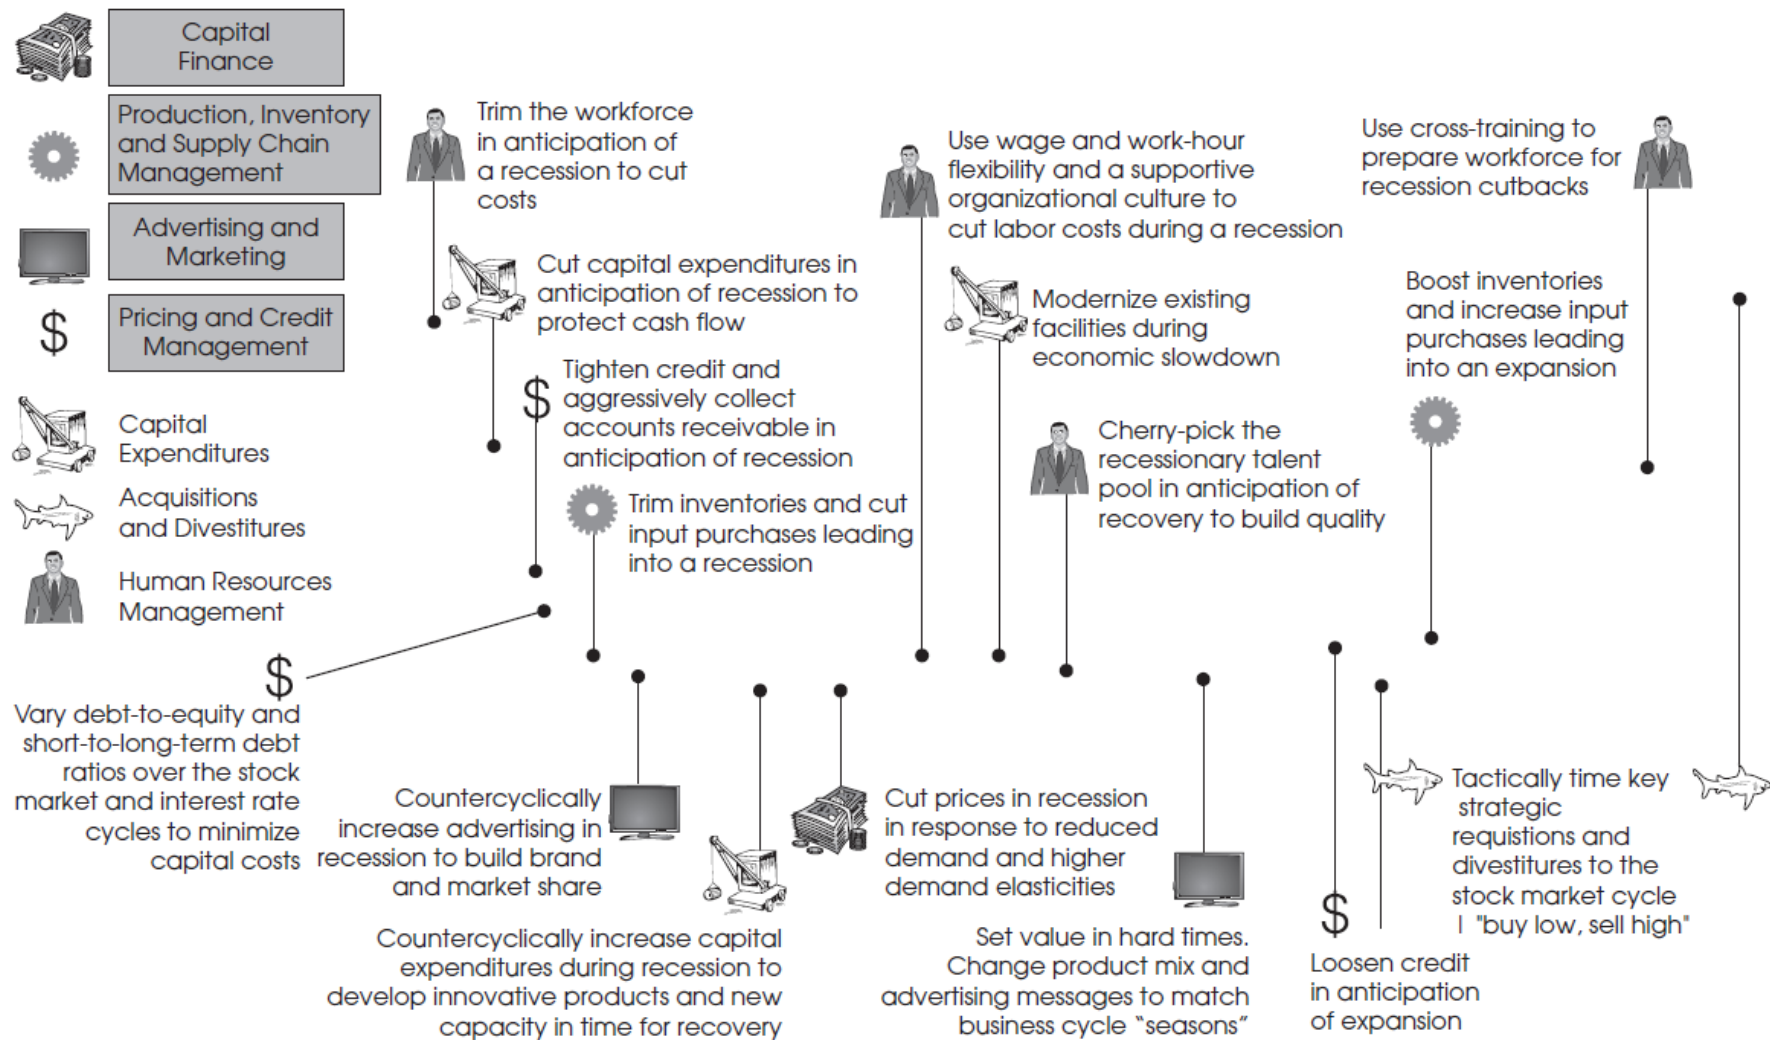 Capital
Finance
Production, Inventory
and Supply Chain
Management
Advertising and
Marketing
$
Pricing and Credit
Management
Capital
Expenditures
Acquisitions
and Divestitures
Human Resources
Management
Trim the workforce
in anticipation of
a recession to cut
costs
Cut capital expenditures in
anticipation of recession to
protect cash flow
$
Tighten credit and
aggressively collect
accounts receivable in
anticipation of recession
Trim inventories and cut
input purchases leading
into a recession
Use wage and work-hour
flexibility and a supportive
organizational culture to
cut labor costs during a recession
Modernize existing
facilities during
economic slowdown
Cherry-pick the
recessionary talent
pool in anticipation of
recovery to build quality
Use cross-training to
prepare workforce for
recession cutbacks
Boost inventories
and increase input
purchases leading
into an expansion
$
Vary debt-to-equity and
short-to-long-term debt
ratios over the stock
market and interest rate
cycles to minimize
capital costs
Countercyclically
increase advertising in
recession to build brand
and market share
Countercyclically increase capital
expenditures during recession to
develop innovative products and new
capacity in time for recovery
Cut prices in recession
in response to reduced
demand and higher
demand elasticities
Set value in hard times.
Change product mix and
advertising messages to match
business cycle “seasons”
$
Loosen credit
in anticipation
of expansion
Tactically time key
strategic
requistions and
divestitures to the
stock market cycle
| "buy low, sell high"